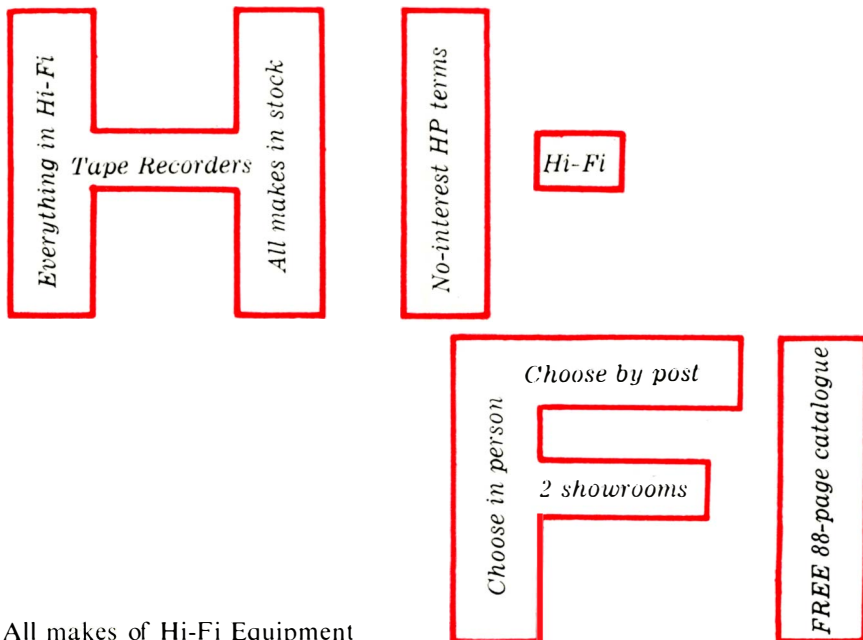 Everything in Hi-Fi
Tape Recorders
All makes in stock
No-interest HP terms
Hi-Fi
Choose by post
Choose in person
2 showrooms
FREE 88-page catalogue
All makes of Hi-Fi Equipment